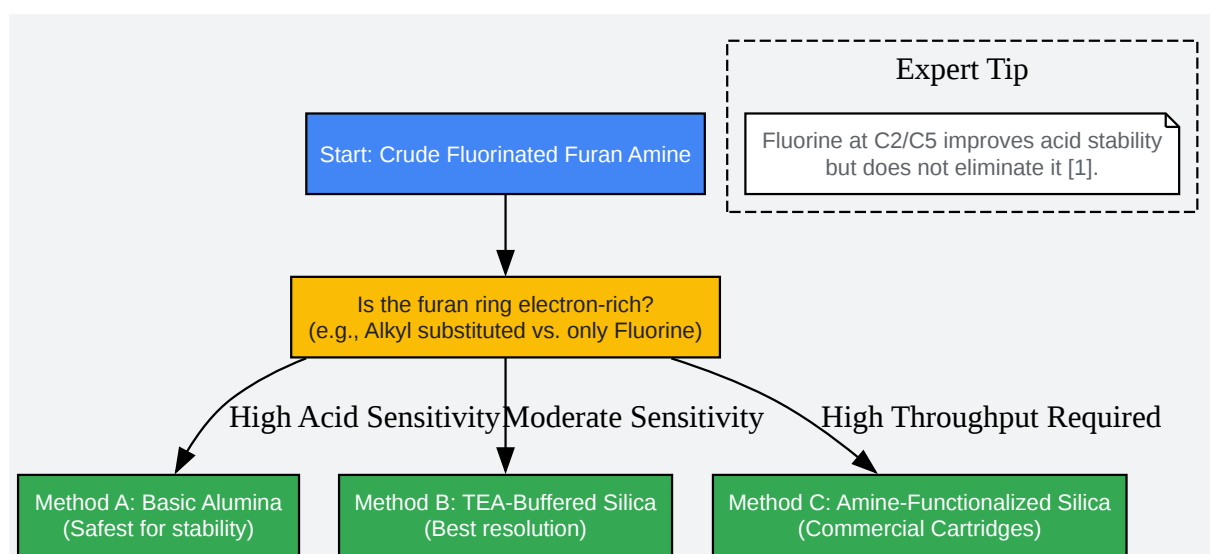 Expert Tip
Fluorine at C2/C5 improves acid stability
but does not eliminate it [1].
Start: Crude Fluorinated Furan Amine
Is the furan ring electron-rich?
(e.g., Alkyl substituted vs. only Fluorine)
High Acid Sensitivity
Moderate Sensitivity
High Throughput Required
Method A: Basic Alumina
(Safest for stability)
Method B: TEA-Buffered Silica
(Best resolution)
Method C: Amine-Functionalized Silica
(Commercial Cartridges)